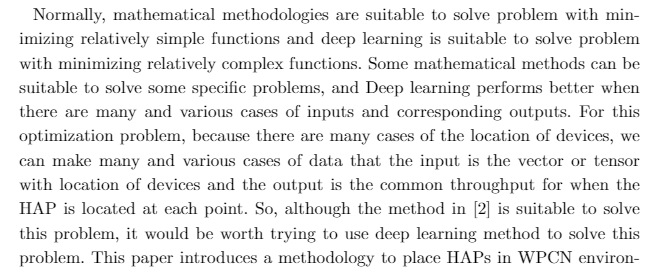 Normally, mathematical methodologies are suitable to solve problem with min-
imizing relatively simple functions and deep learning is suitable to solve problem
with minimizing relatively complex functions. Some mathematical methods can be
suitable to solve some specific problems, and Deep learning performs better when
there are many and various cases of inputs and corresponding outputs. For this
optimization problem, because there are many cases of the location of devices, we
can make many and various cases of data that the input is the vector or tensor
with location of devices and the output is the common throughput for when the
HAP is located at each point. So, although the method in [2] is suitable to solve
this problem, it would be worth trying to use deep learning method to solve this
problem. This paper introduces a methodology to place HAPs in WPCN environ-